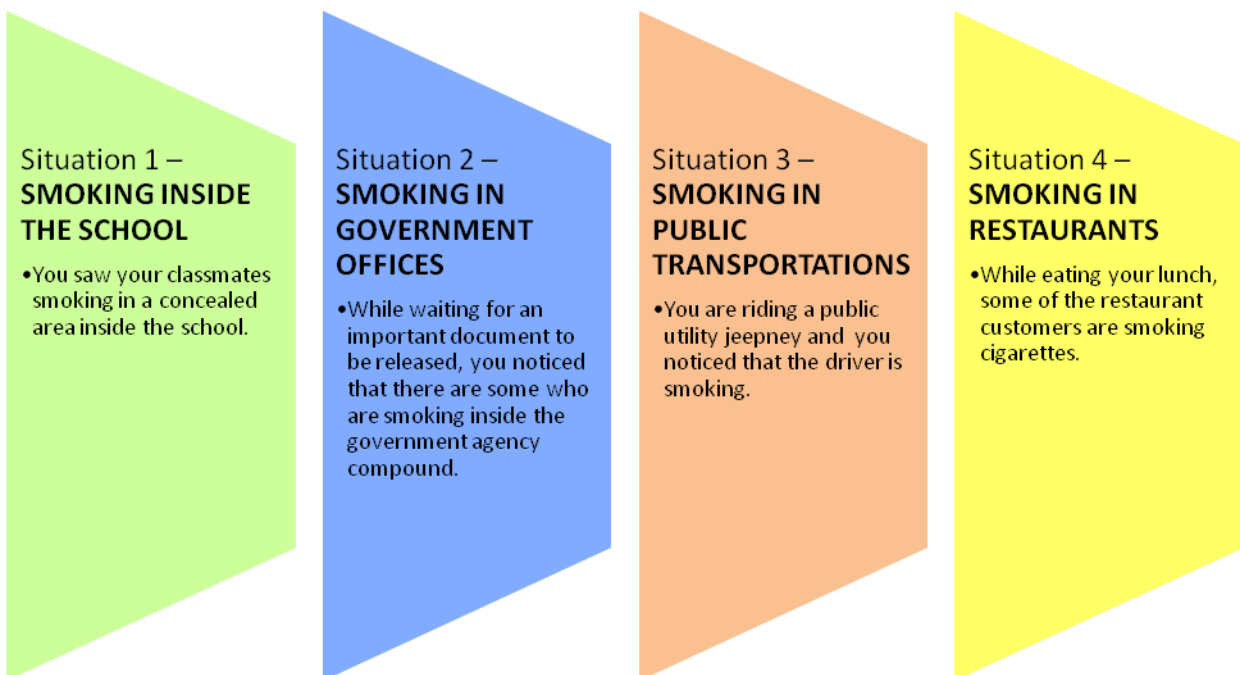 Situation 1 –
SMOKING INSIDE
THE SCHOOL
•You saw your classmates
smoking in a concealed
area inside the school.
Situation 2 –
SMOKING IN
GOVERNMENT
OFFICES
•While waiting for an
important document to
be released, you noticed
that there are some who
are smoking inside the
government agency
compound.
Situation 3 –
SMOKING IN
PUBLIC
TRANSPORTATIONS
•You are riding a public
utility jeepney and you
noticed that the driver is
smoking.
Situation 4 –
SMOKING IN
RESTAURANTS
•While eating your lunch,
some of the restaurant
customers are smoking
cigarettes.